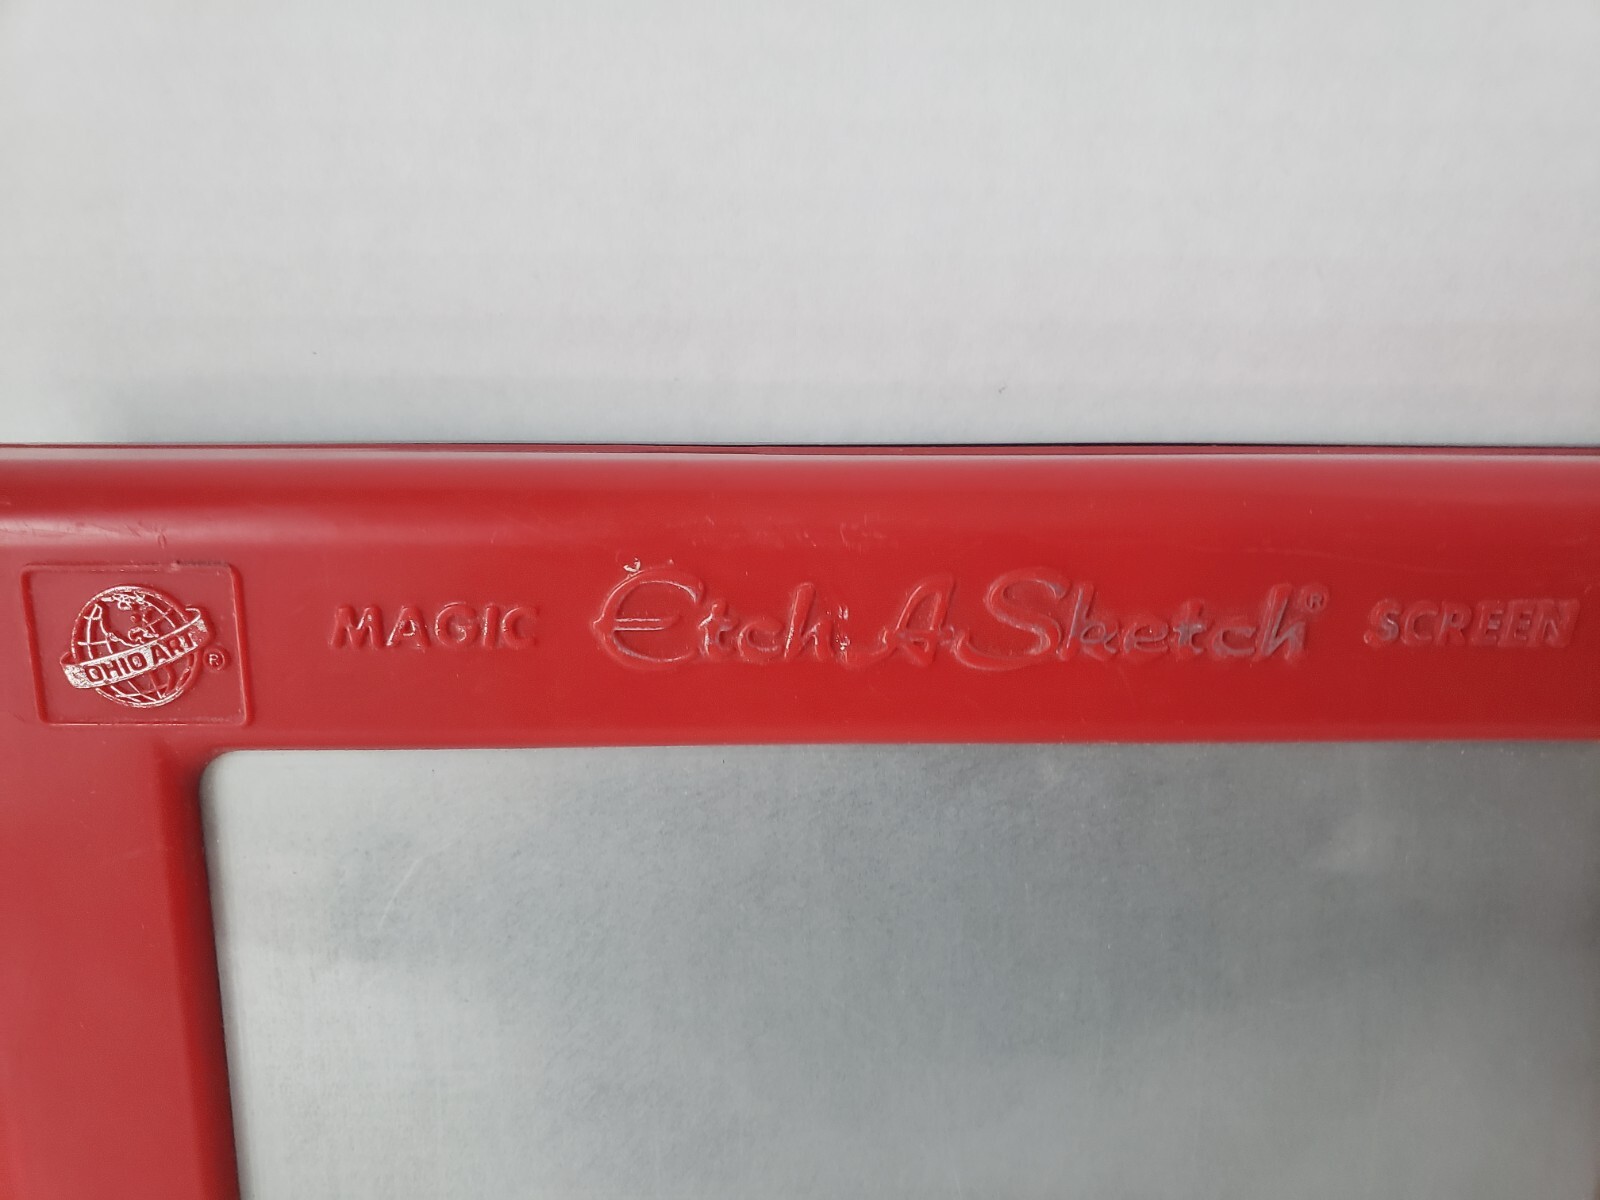 OHIO ART ®
MAGIC Etch A Sketch® SCREEN